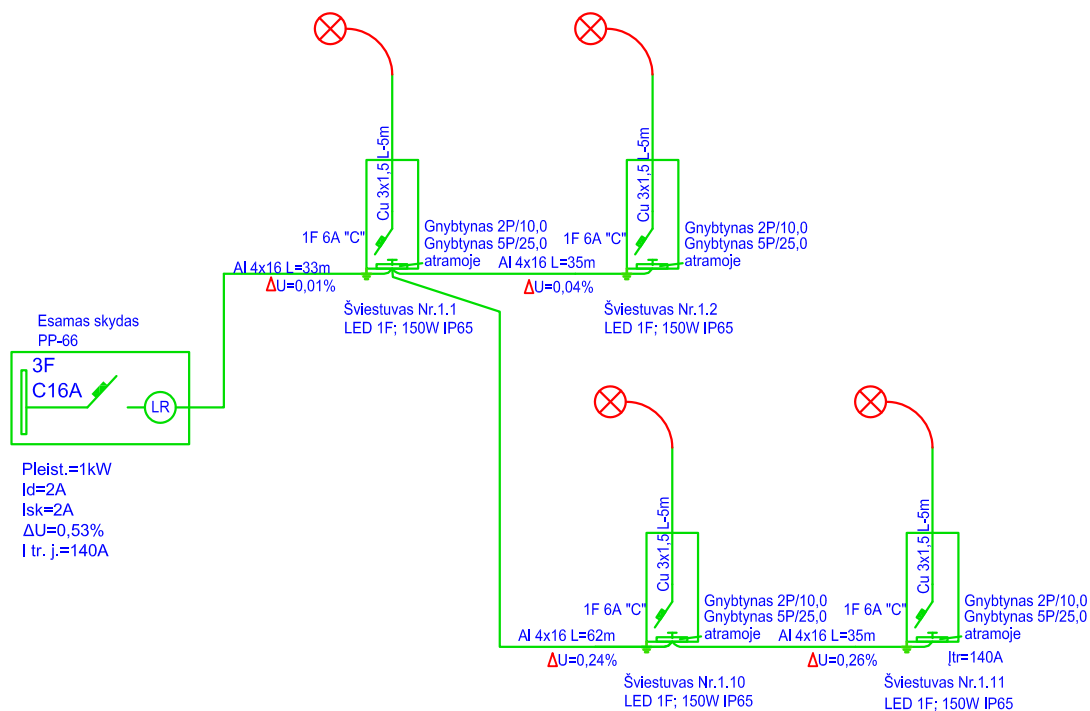 Cu 3x1,5 L-5m
1F 6A "C"
Gnybtynas 2P/10,0
Gnybtynas 5P/25,0
atramoje
Al 4x16 L=33m
ΔU=0,01%
Šviestuvas Nr.1.1
LED 1F; 150W IP65
Cu 3x1,5 L-5m
1F 6A "C"
Gnybtynas 2P/10,0
Gnybtynas 5P/25,0
atramoje
Al 4x16 L=35m
ΔU=0,04%
Šviestuvas Nr.1.2
LED 1F; 150W IP65
Esamas skydas
PP-66
3F
C16A
LR
Pleist.=1kW
Id=2A
Isk=2A
ΔU=0,53%
I tr. j.=140A
Cu 3x1,5 L-5m
1F 6A "C"
Gnybtynas 2P/10,0
Gnybtynas 5P/25,0
atramoje
Al 4x16 L=62m
ΔU=0,24%
Šviestuvas Nr.1.10
LED 1F; 150W IP65
Cu 3x1,5 L-5m
1F 6A "C"
Gnybtynas 2P/10,0
Gnybtynas 5P/25,0
atramoje
Al 4x16 L=35m
ΔU=0,26%
Įtr=140A
Šviestuvas Nr.1.11
LED 1F; 150W IP65